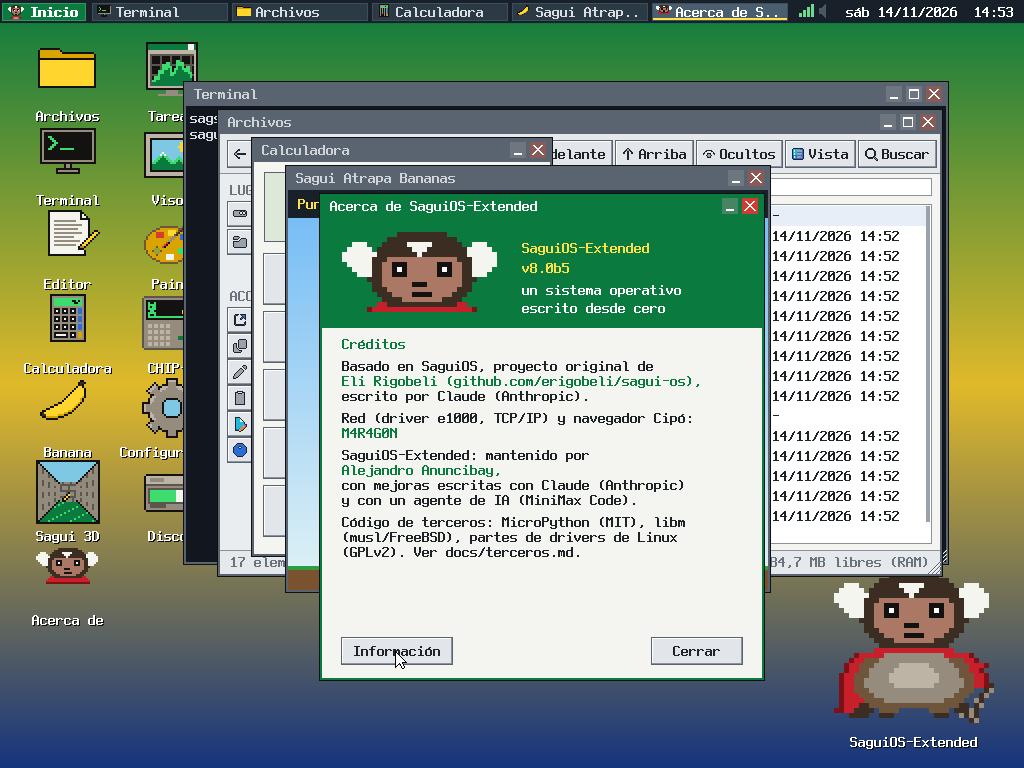 Inicio
Terminal
Archivos
Calculadora
Sagui Atrap..
Acerca de S..
sáb 14/11/2026 14:53
Archivos
Terminal
Editor
Calculadora
Banana
Sagui 3D
Acerca de
Terminal
Archivos
Arriba
Ocultos
Vista
Buscar
Calculadora
Sagui Atrapa Bananas
Acerca de SaguiOS-Extended
SaguiOS-Extended
v8.0b5
un sistema operativo
escrito desde cero
Créditos
Basado en SaguiOS, proyecto original de
Eli Rigobeli (github.com/erigobeli/sagui-os),
escrito por Claude (Anthropic).
Red (driver e1000, TCP/IP) y navegador Cipó:
M4R4G0N
SaguiOS-Extended: mantenido por
Alejandro Anuncibay,
con mejoras escritas con Claude (Anthropic)
y con un agente de IA (MiniMax Code).
Código de terceros: MicroPython (MIT), libm
(musl/FreeBSD), partes de drivers de Linux
(GPLv2). Ver docs/terceros.md.
Información
Cerrar
–
14/11/2026 14:52
14/11/2026 14:52
14/11/2026 14:52
14/11/2026 14:52
14/11/2026 14:52
14/11/2026 14:52
14/11/2026 14:52
14/11/2026 14:52
14/11/2026 14:52
–
14/11/2026 14:52
14/11/2026 14:52
14/11/2026 14:52
14/11/2026 14:52
14/11/2026 14:52
84,7 MB libres (RAM)
SaguiOS-Extended